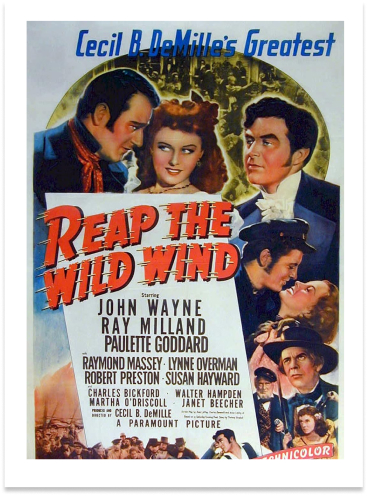 Cecil B. DeMille's Greatest
REAP THE
WILD WIND
Starring
JOHN WAYNE
RAY MILLAND
PAULETTE GODDARD
RAYMOND MASSEY · LYNNE OVERMAN
ROBERT PRESTON · SUSAN HAYWARD
CHARLES BICKFORD · WALTER HAMPDEN
MARTHA O'DRISCOLL · JANET BEECHER
PRODUCED AND
DIRECTED BY CECIL B. DeMILLE
A PARAMOUNT PICTURE
TECHNICOLOR